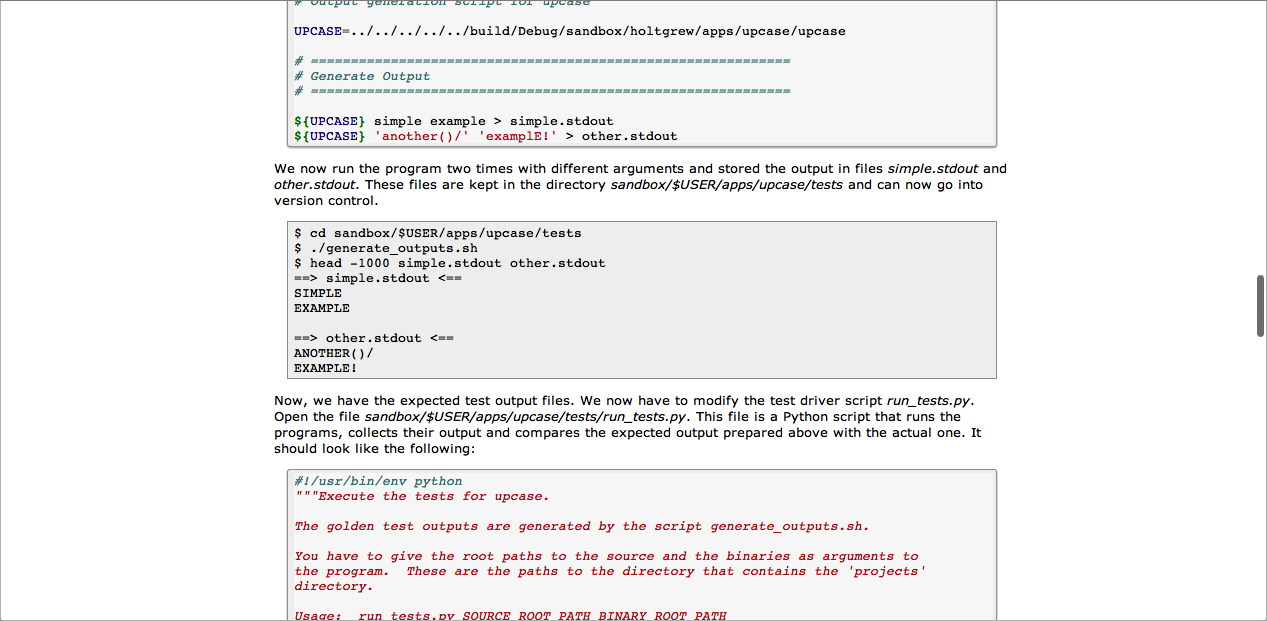 # Output generation script for upcase
UPCASE=../../../../../build/Debug/sandbox/holtgrew/apps/upcase/upcase
# ============================================================
# Generate Output
# ============================================================
${UPCASE} simple example > simple.stdout
${UPCASE} 'another()/' 'examplE!' > other.stdout
We now run the program two times with different arguments and stored the output in files simple.stdout and
other.stdout. These files are kept in the directory sandbox/$USER/apps/upcase/tests and can now go into
version control.
$ cd sandbox/$USER/apps/upcase/tests
$ ./generate_outputs.sh
$ head -1000 simple.stdout other.stdout
==> simple.stdout <==
SIMPLE
EXAMPLE
==> other.stdout <==
ANOTHER()/
EXAMPLE!
Now, we have the expected test output files. We now have to modify the test driver script run_tests.py.
Open the file sandbox/$USER/apps/upcase/tests/run_tests.py. This file is a Python script that runs the
programs, collects their output and compares the expected output prepared above with the actual one. It
should look like the following:
#!/usr/bin/env python
"""Execute the tests for upcase.
The golden test outputs are generated by the script generate_outputs.sh.
You have to give the root paths to the source and the binaries as arguments to
the program.  These are the paths to the directory that contains the 'projects'
directory.
Usage:  run_tests.py SOURCE_ROOT_PATH BINARY_ROOT_PATH